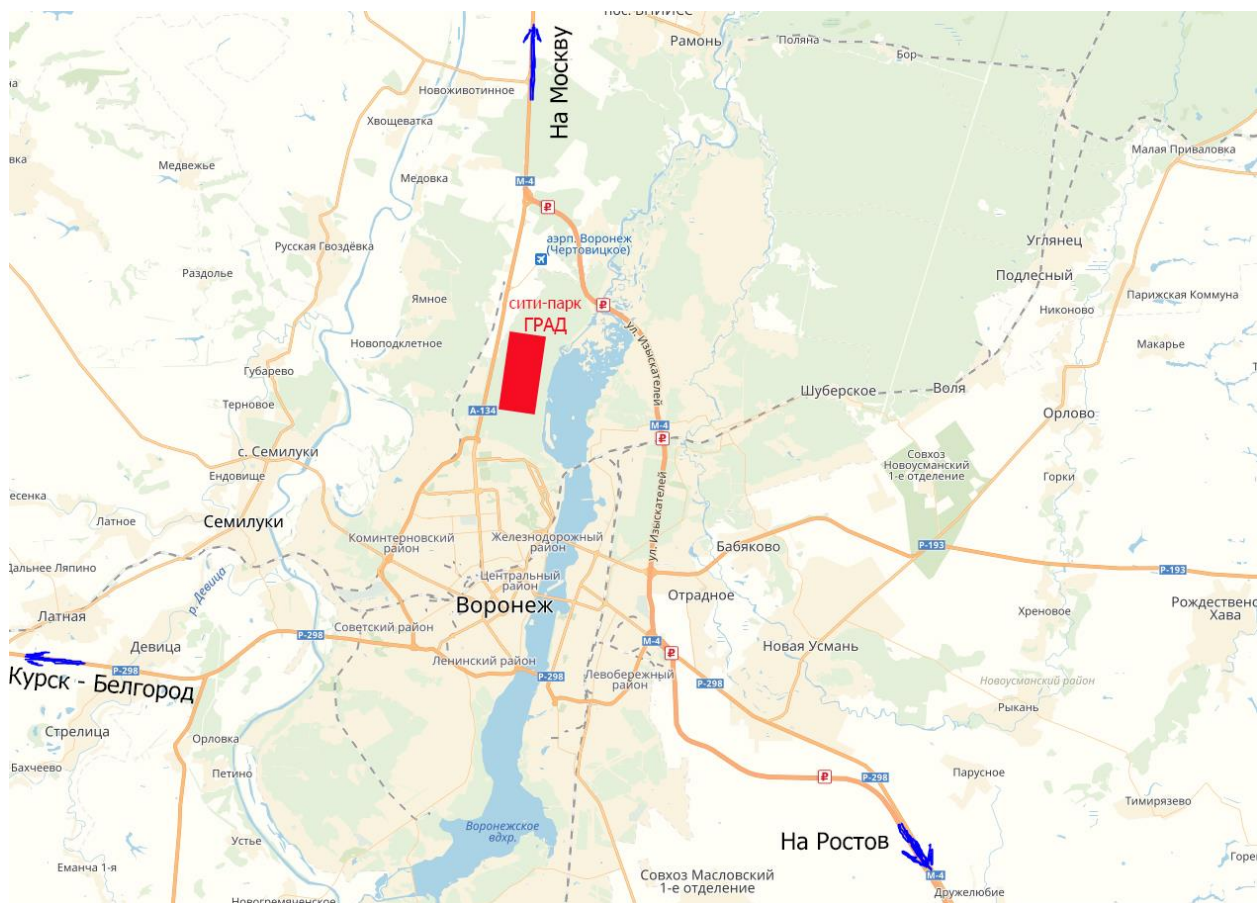 пос. ВНИИСС
Рамонь
Поляна
Бор
На Москву
Новоживотинное
Хвощеватка
Малая Приваловка
Медвежье
Медовка
М-4
₽
аэрп. Воронеж
(Чертовицкое)
Русская Гвоздёвка
Углянец
Раздолье
Подлесный
Ямное
сити-парк
ГРАД
₽
Парижская Коммуна
Никоново
ул. Изыскателей
Новоподклетное
Макарье
Губарево
Шуберское
Воля
Терновое
А-134
Орлово
М-4
₽
с. Семилуки
Совхоз
Новоусманский
1-е отделение
Ендовище
Горки
Латное
Семилуки
ул. Изыскателей
Коминтерновский
район
Железнодорожный
район
Бабяково
Р-193
Дальнее Ляпино
Р-193
Центральный
район
р. Девица
Воронеж
Отрадное
Латная
Хреновое
Рождественс
Хава
Советский район
Р-298
М-4
Девица
Новая Усмань
₽
Ленинский район
Р-298
Курск - Белгород
Р-298
Левобережный
район
Р-298
Новоусманский район
Рыкань
Стрелица
Орловка
Бахчеево
Петино
Р-298
₽
Парусное
Тимирязево
Воронежское
вдхр.
Устье
На Ростов
Еманча 1-я
Совхоз Масловский
1-е отделение
М-4
Дружелюбие
Новогремяченское